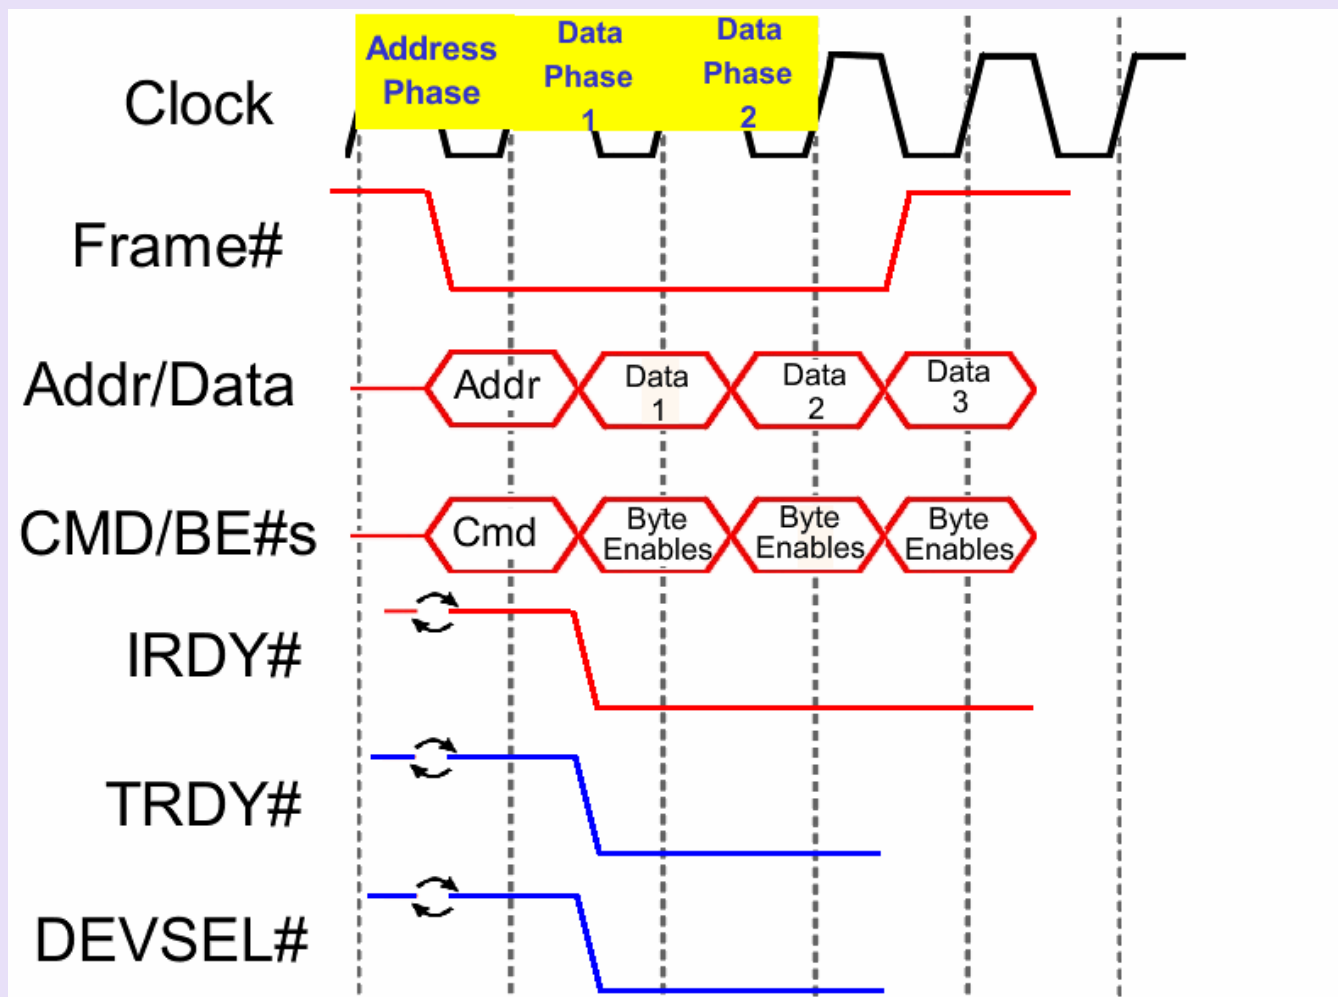 Address
Phase
Data
Phase
1
Data
Phase
2
Clock
Frame#
Addr/Data
Addr
Data
1
Data
2
Data
3
CMD/BE#s
Cmd
Byte
Enables
Byte
Enables
Byte
Enables
IRDY#
TRDY#
DEVSEL#